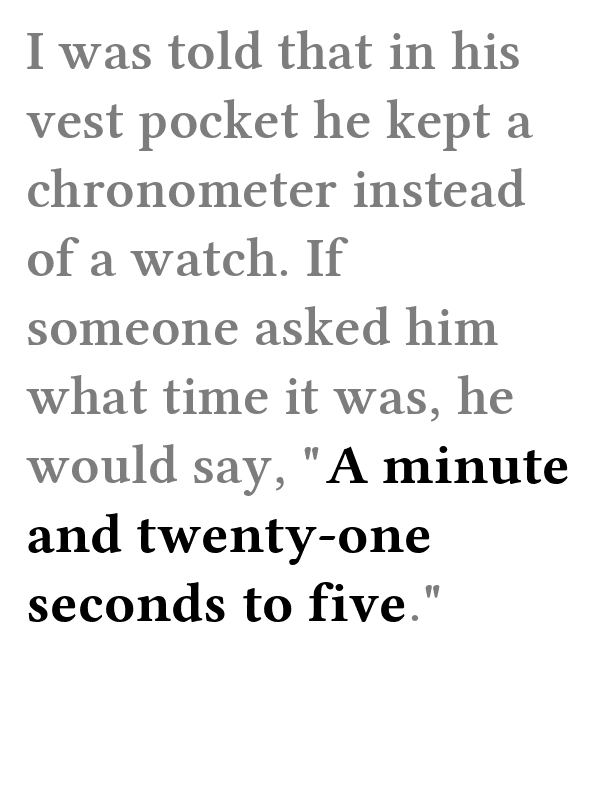 I was told that in his
vest pocket he kept a
chronometer instead
of a watch. If
someone asked him
what time it was, he
would say, "A minute
and twenty-one
seconds to five."